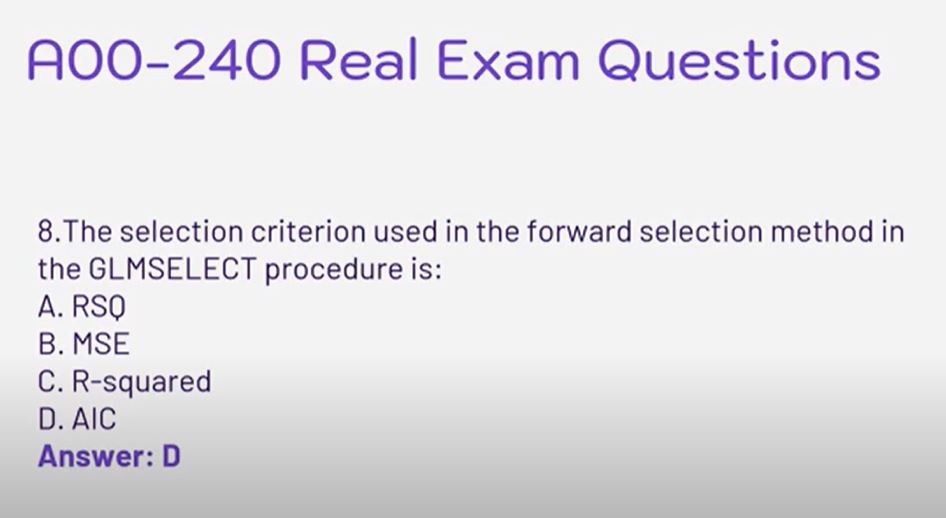 A00-240 Real Exam Questions
8.The selection criterion used in the forward selection method in
the GLMSELECT procedure is:
A. RSQ
B. MSE
C. R-squared
D. AIC
Answer: D